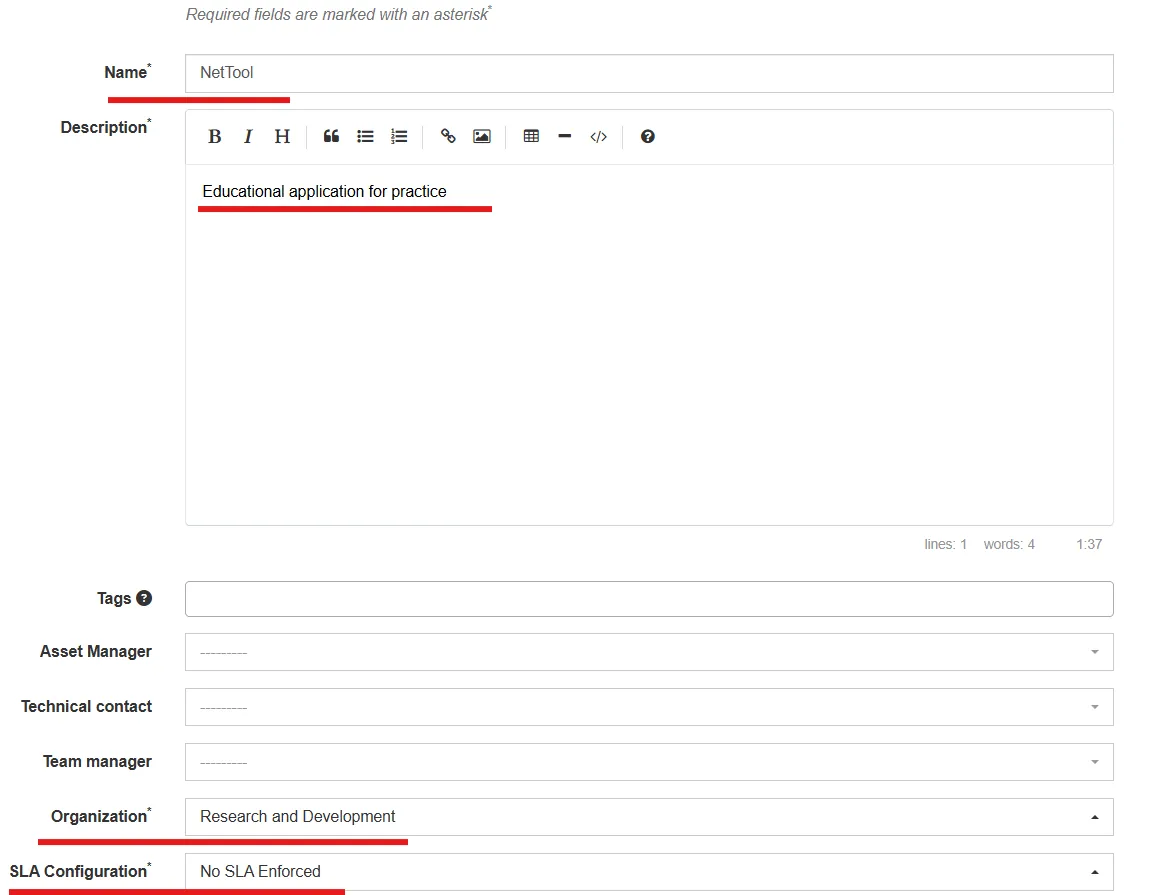 Required fields are marked with an asterisk*
Name* NetTool
Description*
B I H
Educational application for practice
lines: 1 words: 4 1:37
Tags ?
Asset Manager ---------
Technical contact ---------
Team manager ---------
Organization* Research and Development
SLA Configuration* No SLA Enforced